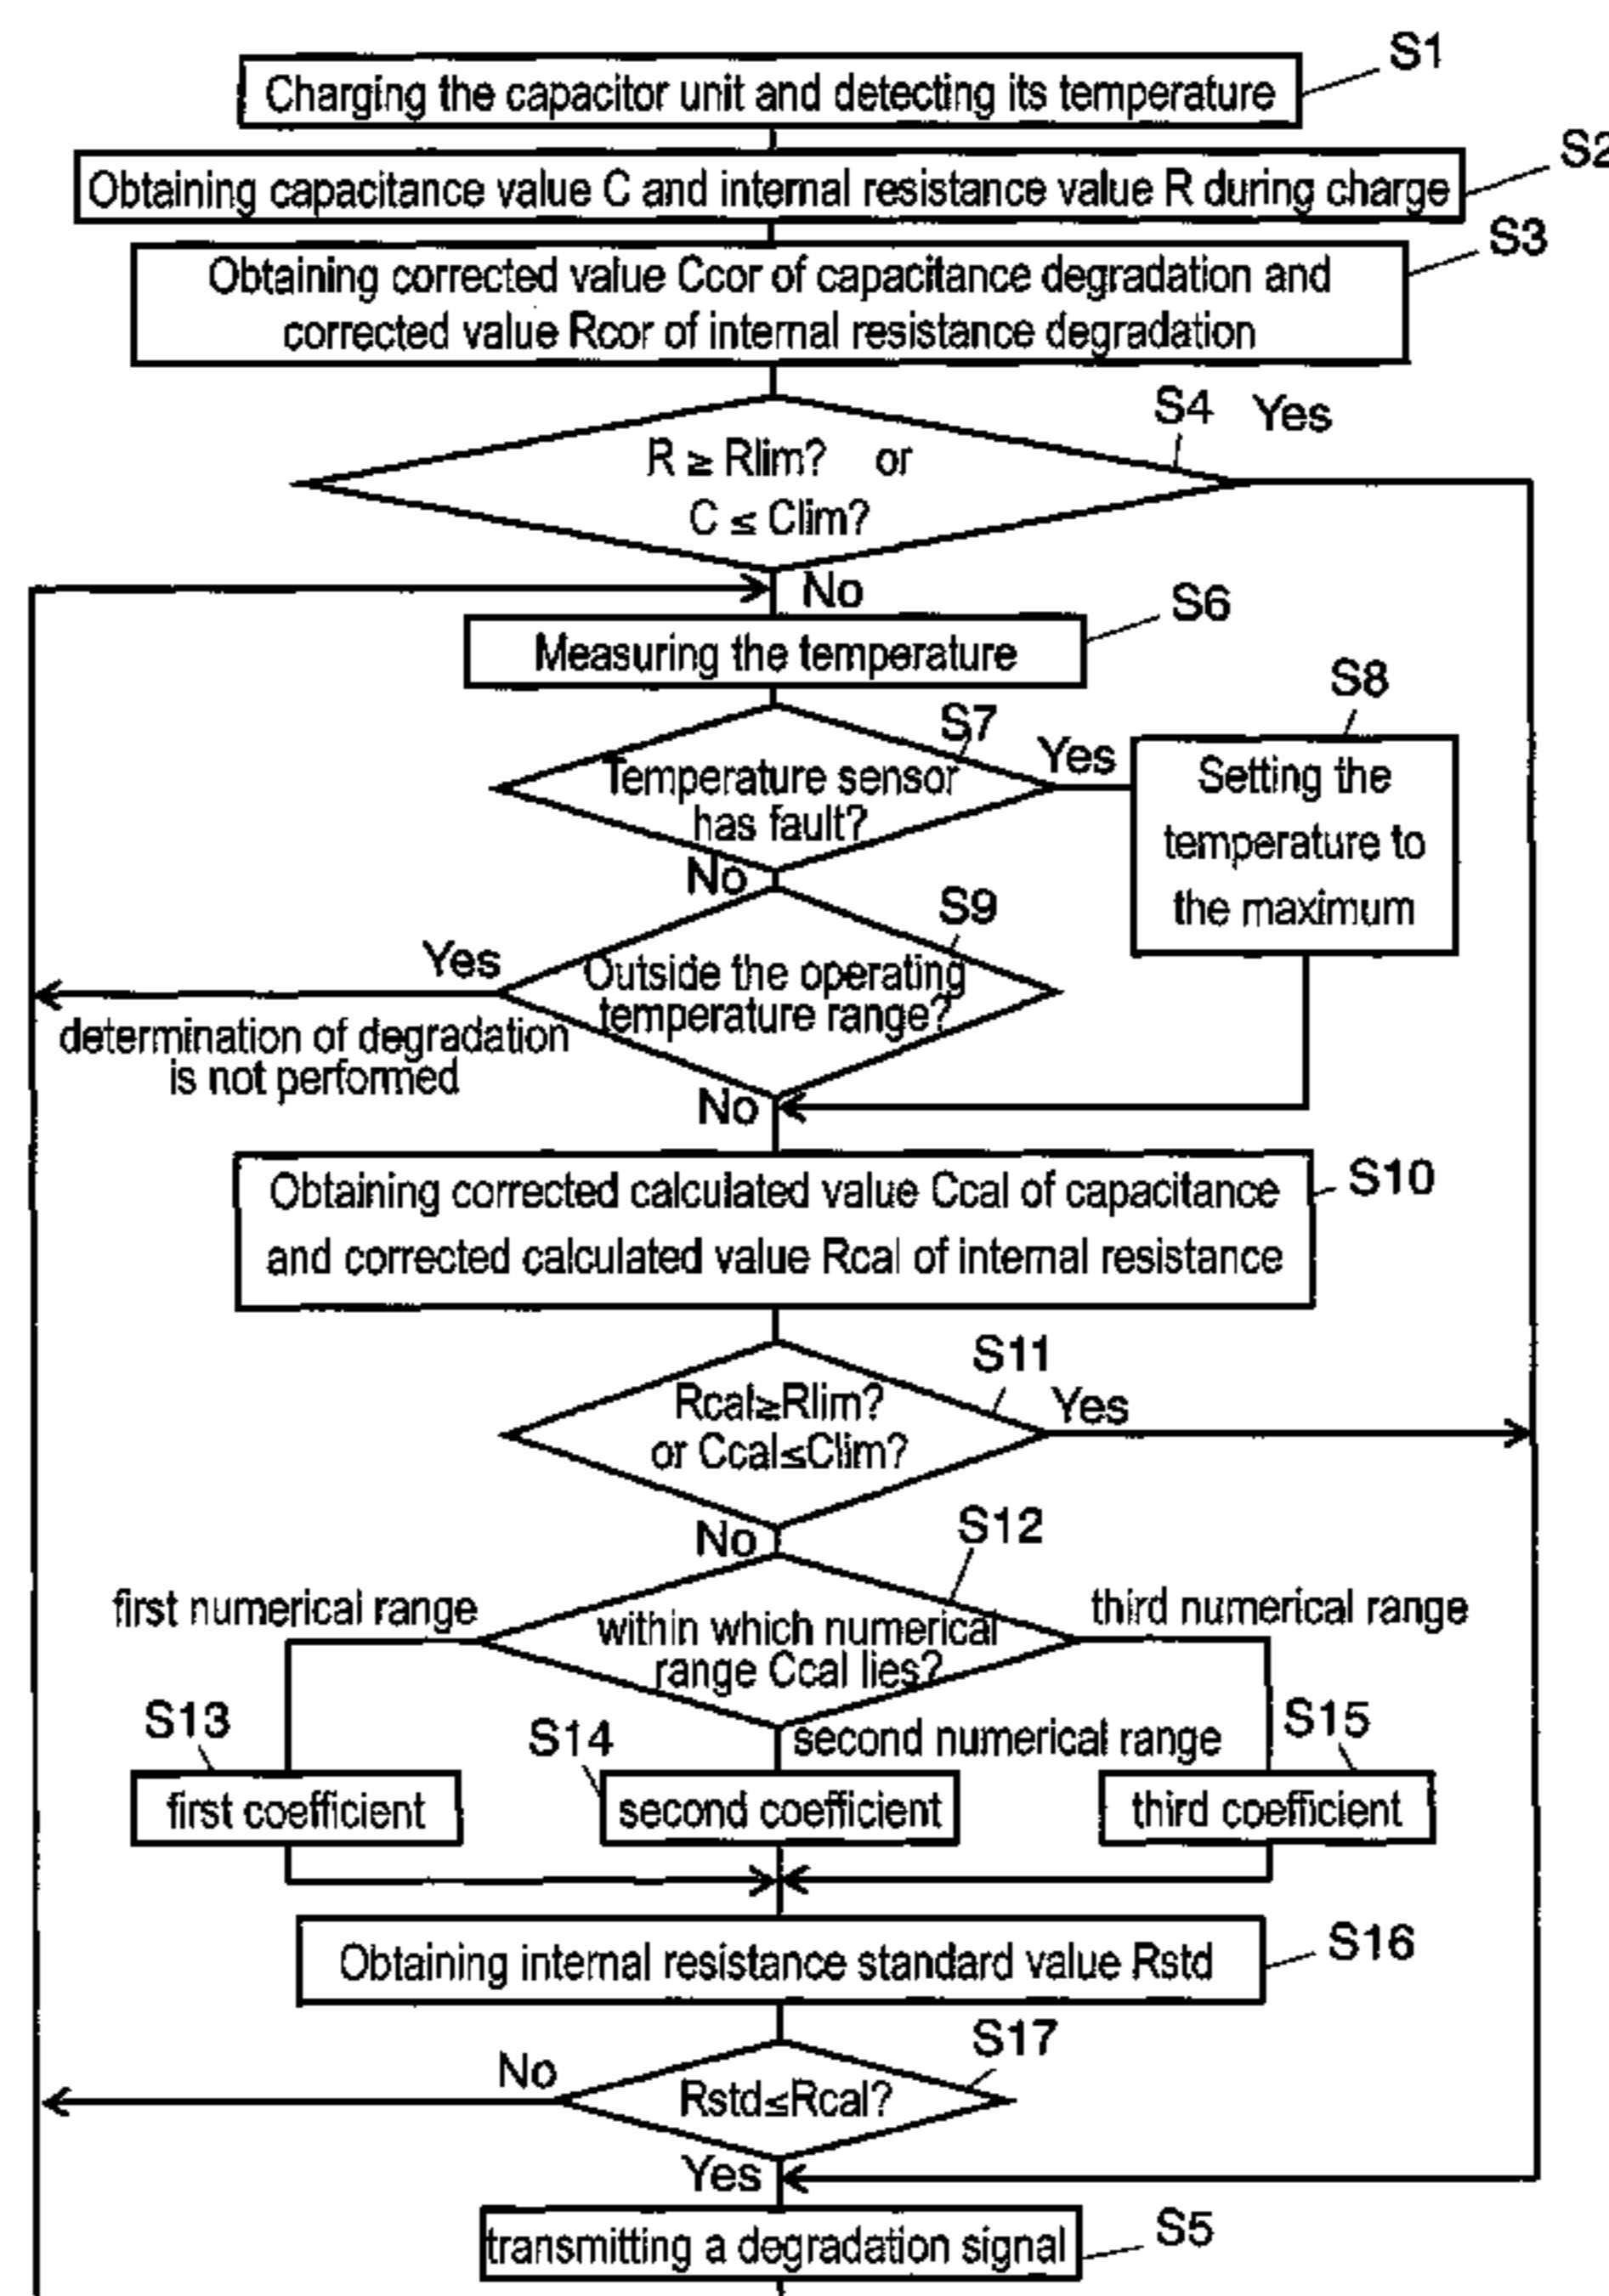 S1
Charging the capacitor unit and detecting its temperature
S2
Obtaining capacitance value C and internal resistance value R during charge
S3
Obtaining corrected value Ccor of capacitance degradation and
corrected value Rcor of internal resistance degradation
S4
Yes
R ≥ Rlim? or
C ≤ Clim?
No
S6
Measuring the temperature
S7
Temperature sensor
has fault?
Yes
S8
Setting the
temperature to
the maximum
No
S9
Outside the operating
temperature range?
Yes
determination of degradation
is not performed
No
S10
Obtaining corrected calculated value Ccal of capacitance
and corrected calculated value Rcal of internal resistance
S11
Rcal≥Rlim?
or Ccal≤Clim?
Yes
No
S12
within which numerical
range Ccal lies?
first numerical range
third numerical range
second numerical range
S13
first coefficient
S14
second coefficient
S15
third coefficient
S16
Obtaining internal resistance standard value Rstd
S17
Rstd≤Rcal?
No
Yes
S5
transmitting a degradation signal